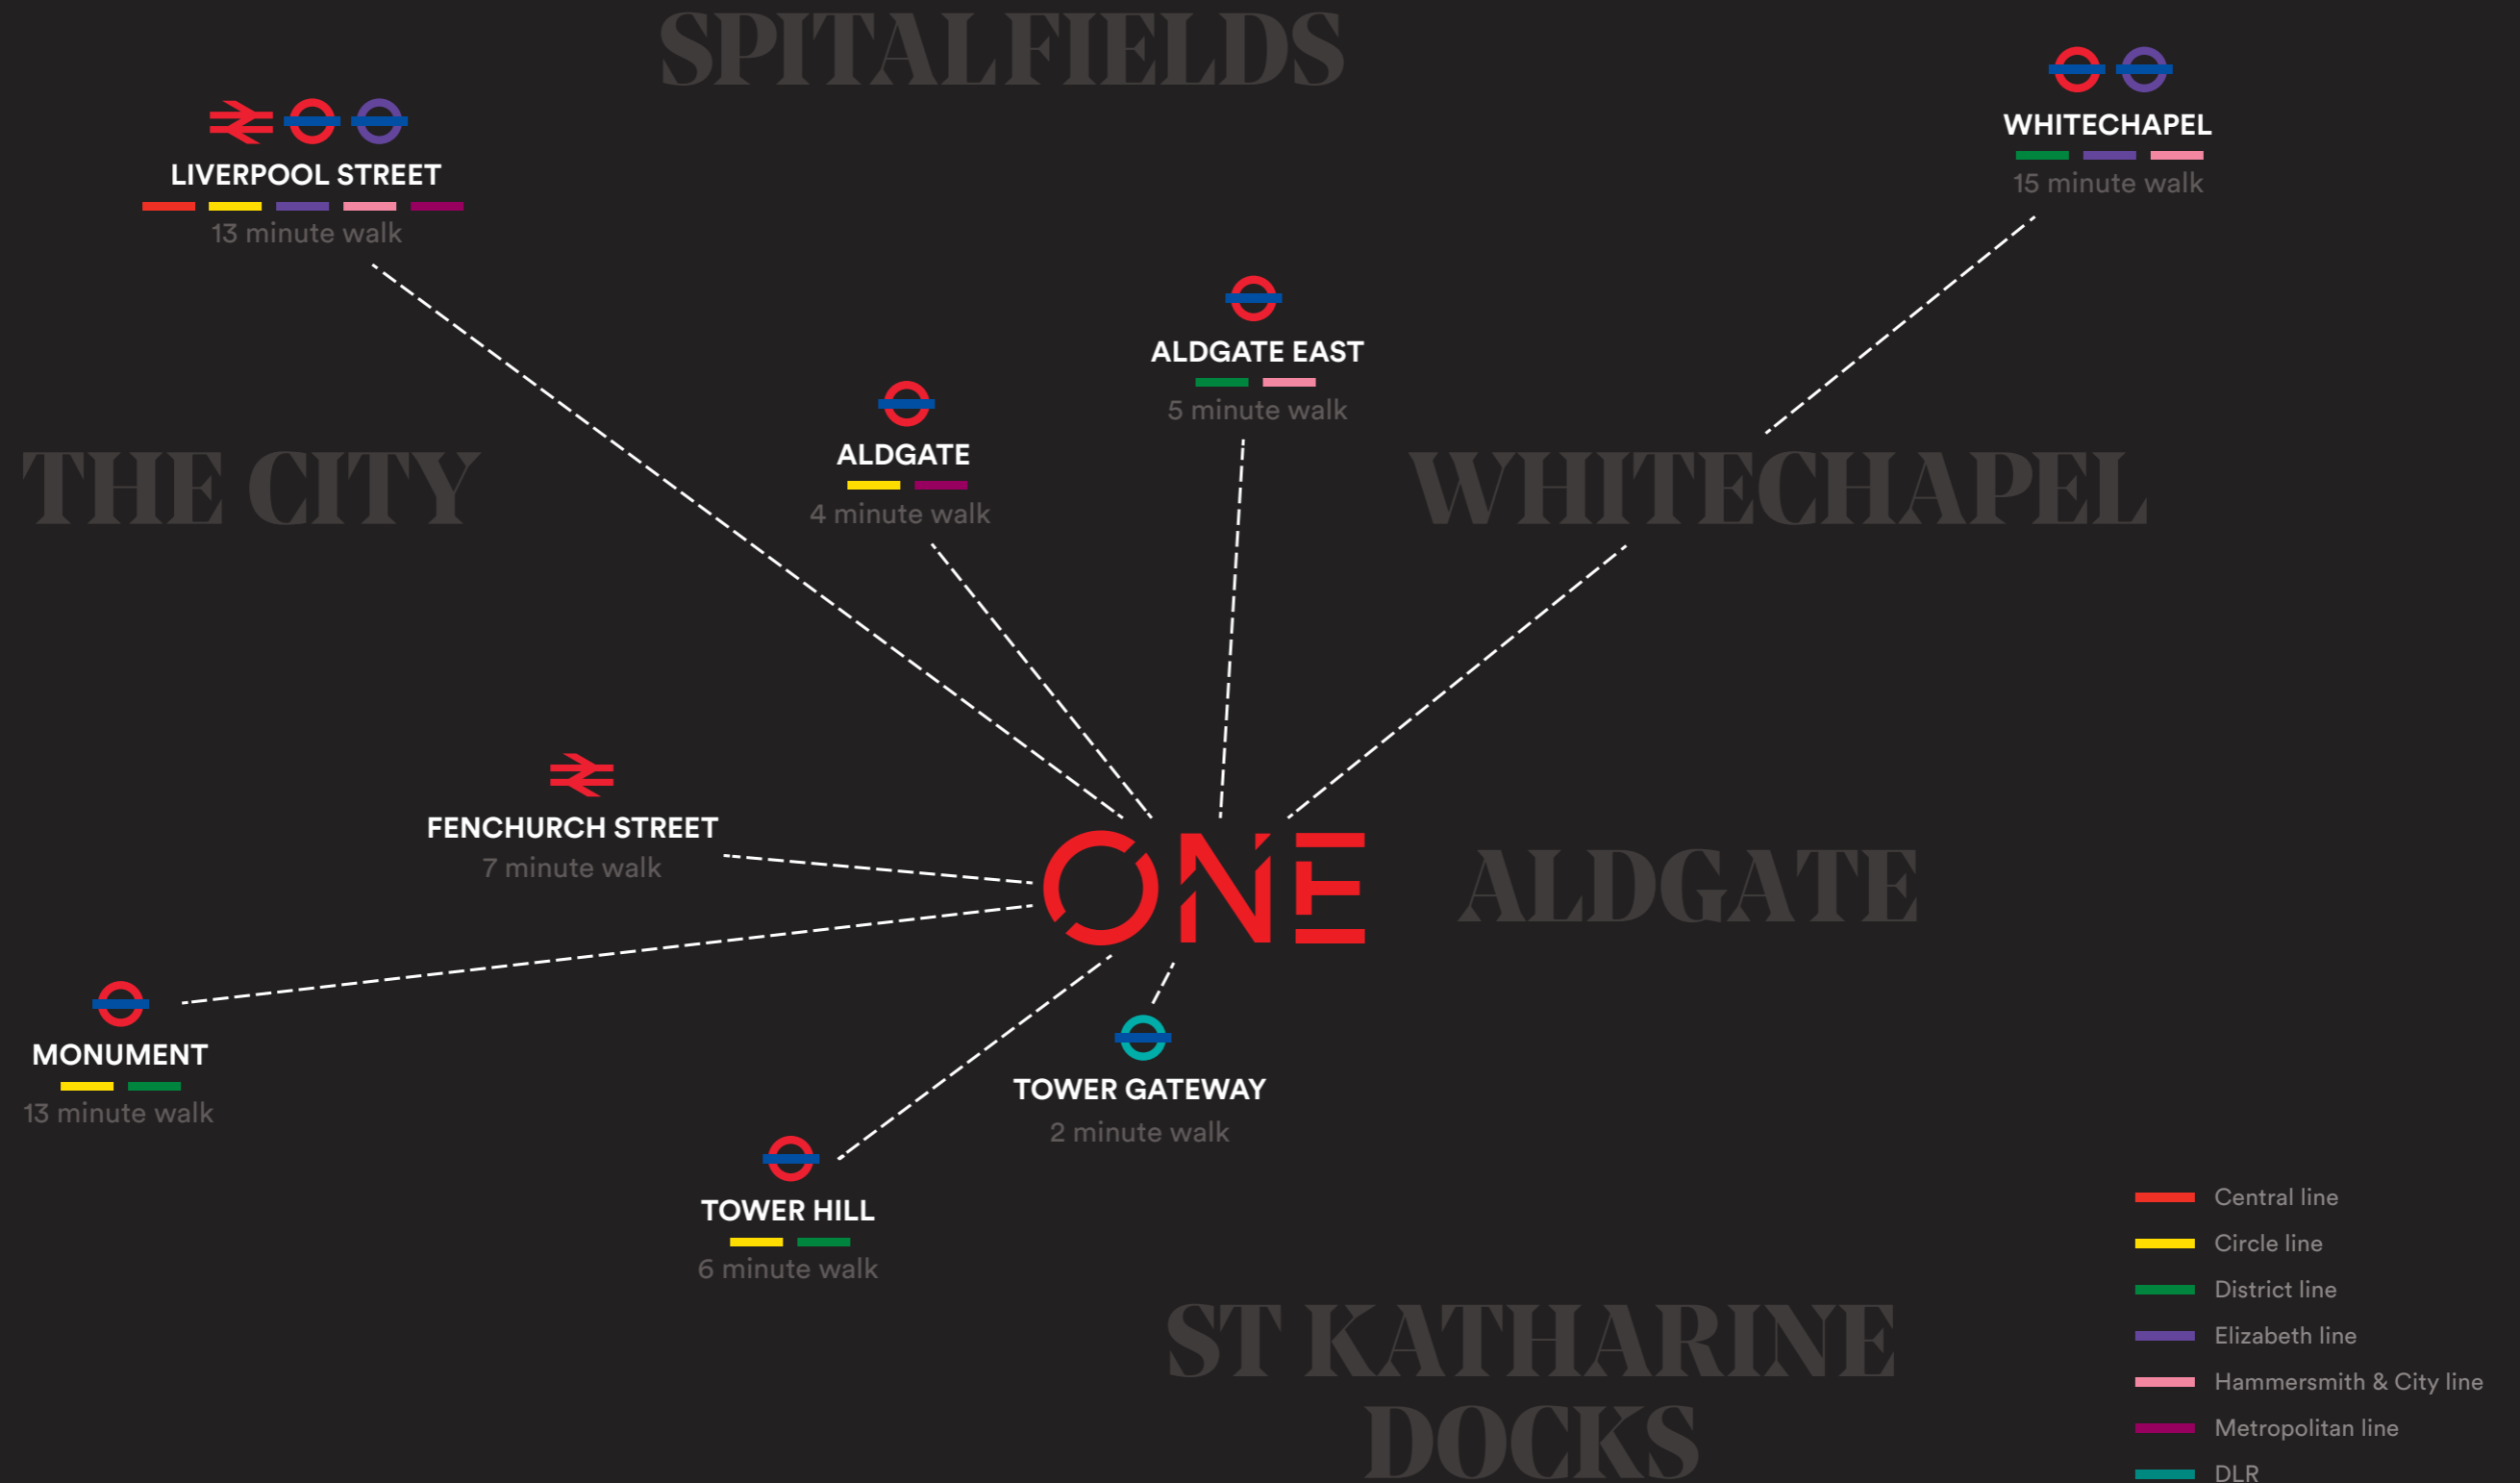 SPITALFIELDS
WHITECHAPEL
15 minute walk
LIVERPOOL STREET
13 minute walk
ALDGATE EAST
5 minute walk
ALDGATE
4 minute walk
THE CITY
WHITECHAPEL
FENCHURCH STREET
7 minute walk
ONE
ALDGATE
MONUMENT
13 minute walk
TOWER GATEWAY
2 minute walk
TOWER HILL
6 minute walk
ST KATHARINE
DOCKS
Central line
Circle line
District line
Elizabeth line
Hammersmith & City line
Metropolitan line
DLR